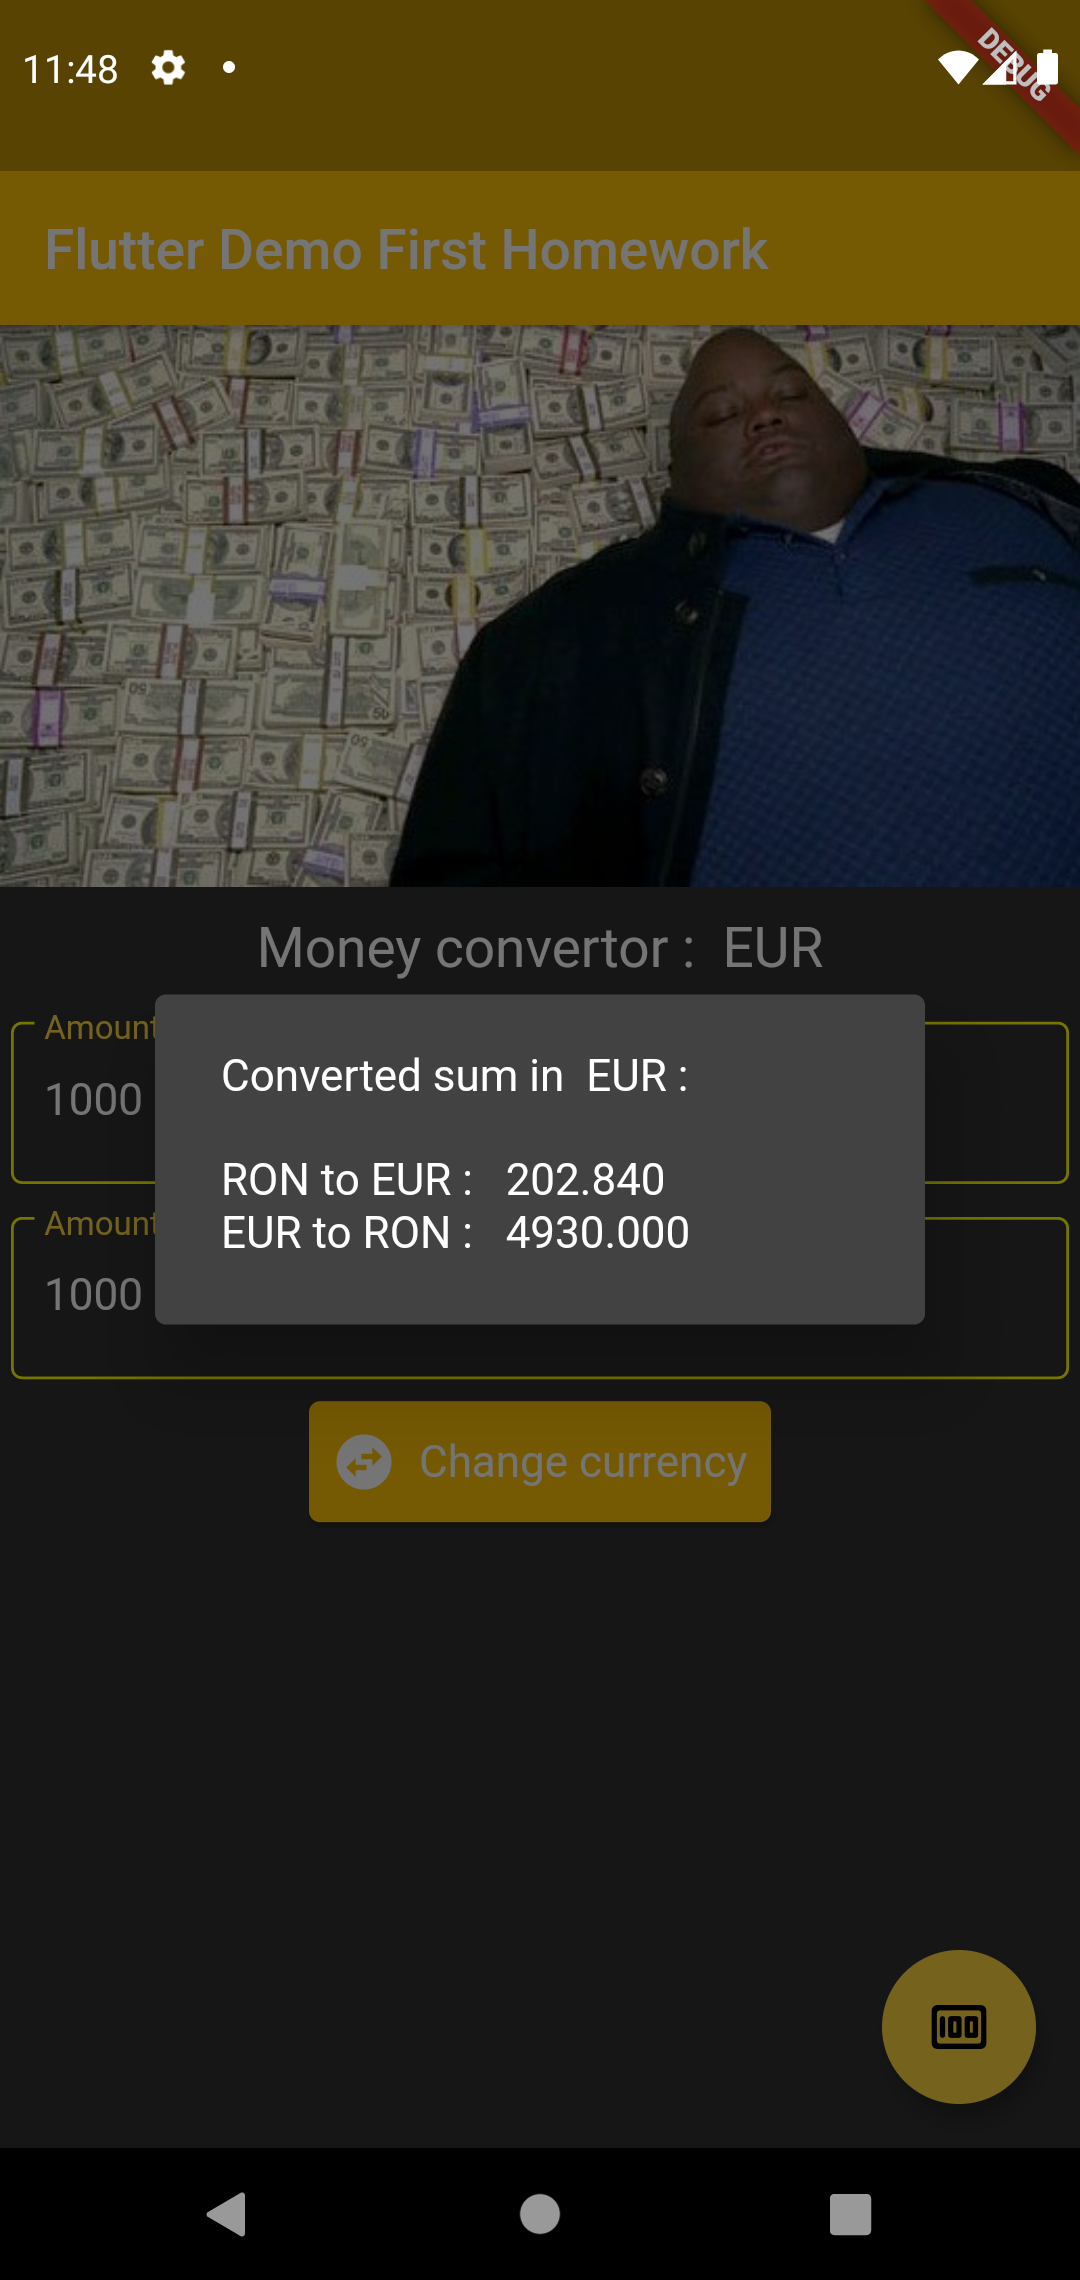 11:48
DEBUG
Flutter Demo First Homework
Money convertor :  EUR
Amount
1000
Converted sum in  EUR :
RON to EUR :   202.840
EUR to RON :   4930.000
Amount
1000
Change currency
100